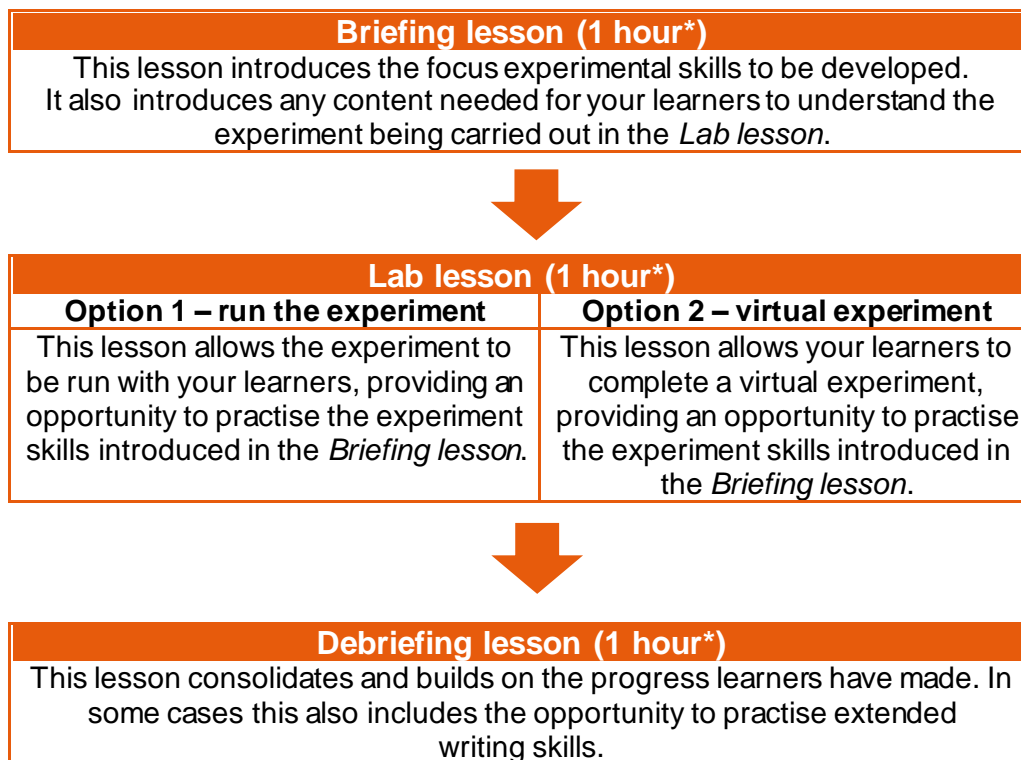 Briefing lesson (1 hour*)
This lesson introduces the focus experimental skills to be developed.
It also introduces any content needed for your learners to understand the
experiment being carried out in the Lab lesson.
Lab lesson (1 hour*)
Option 1 – run the experiment
This lesson allows the experiment to
be run with your learners, providing an
opportunity to practise the experiment
skills introduced in the Briefing lesson.
Option 2 – virtual experiment
This lesson allows your learners to
complete a virtual experiment,
providing an opportunity to practise
the experiment skills introduced in
the Briefing lesson.
Debriefing lesson (1 hour*)
This lesson consolidates and builds on the progress learners have made. In
some cases this also includes the opportunity to practise extended
writing skills.